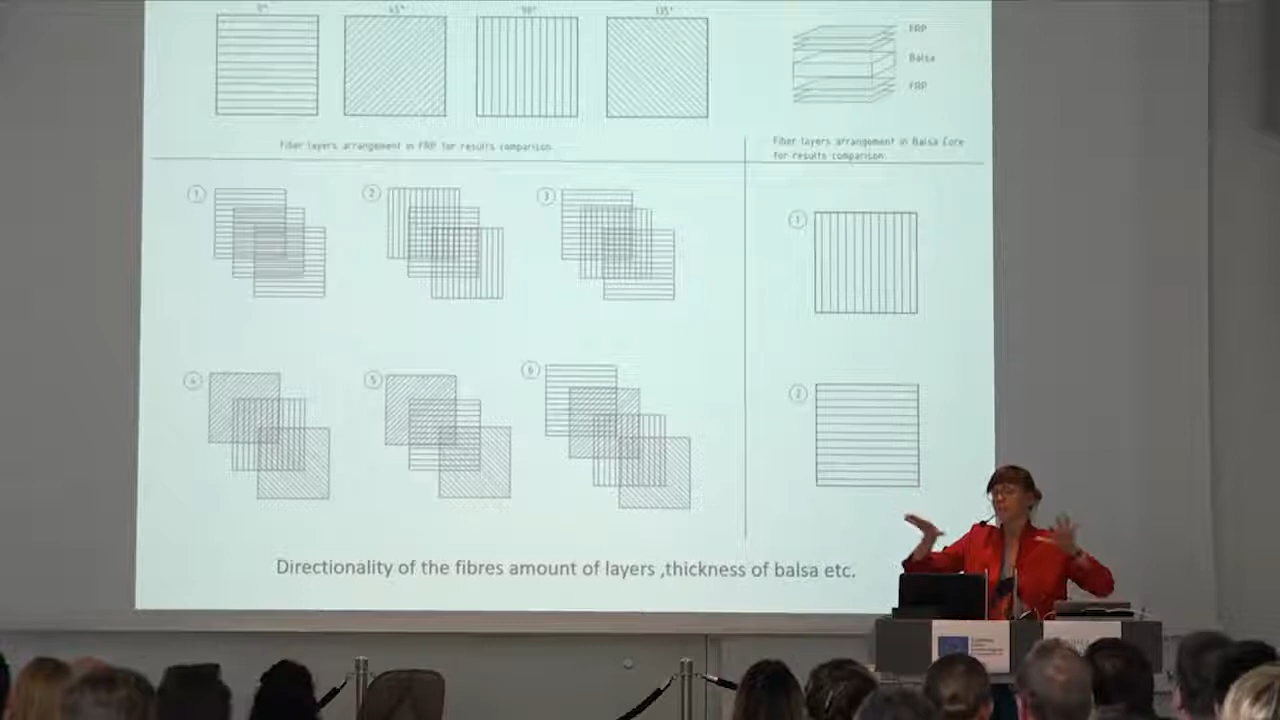 0° 45° 90° 135°
FRP
Balsa
FRP
Fiber layers arrangement in FRP for results comparison.
Fiber layers arrangement in Balsa Core
for results comparison.
1 2 3
1
4 5 6
2
Directionality of the fibres amount of layers ,thickness of balsa etc.